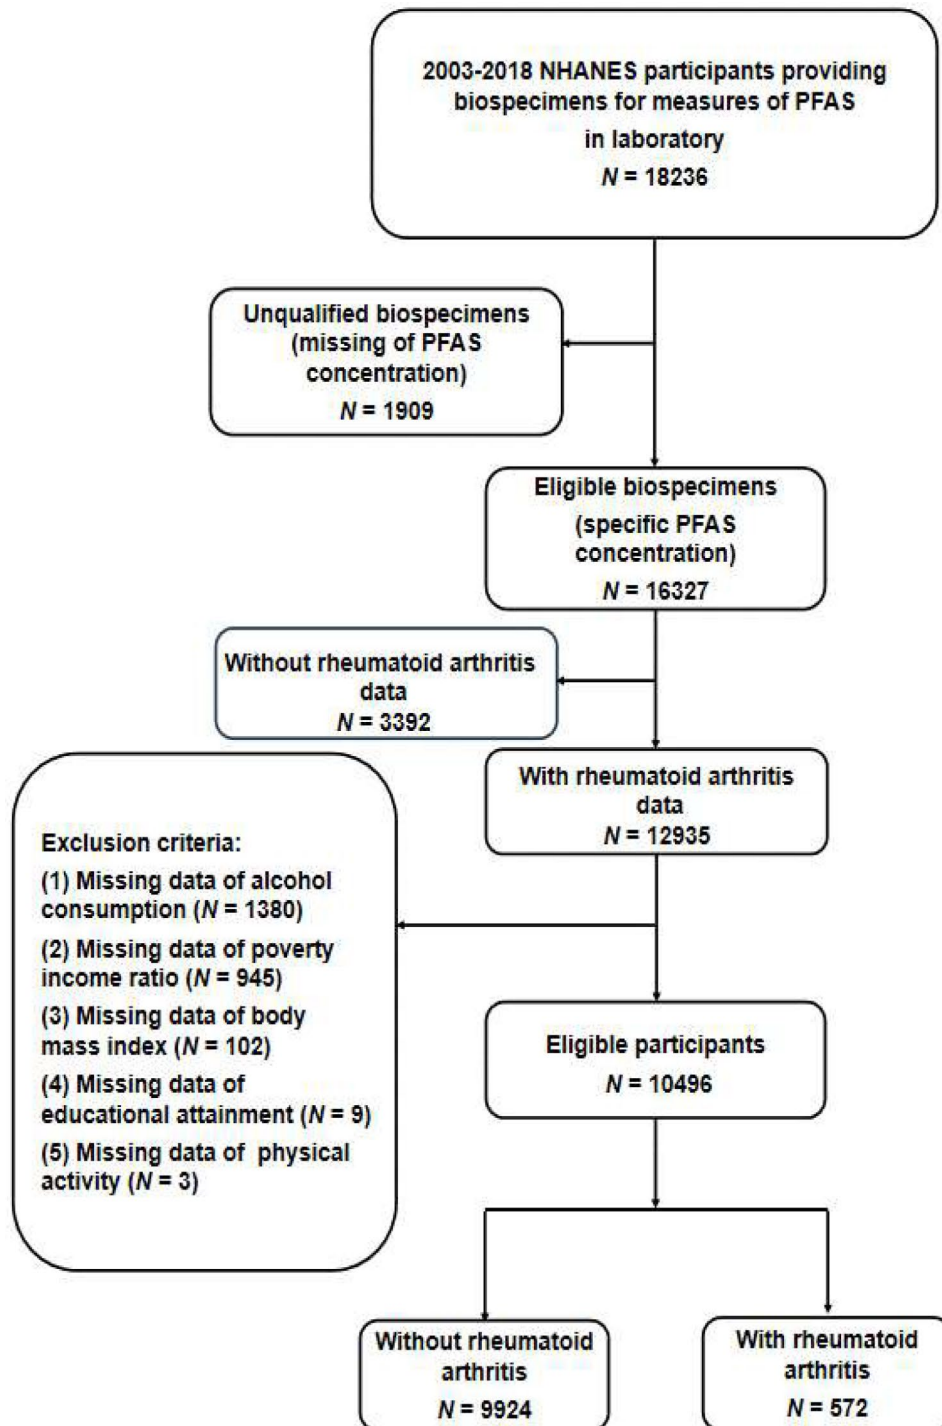 2003-2018 NHANES participants providing
biospecimens for measures of PFAS
in laboratory
N = 18236
Unqualified biospecimens
(missing of PFAS
concentration)
N = 1909
Eligible biospecimens
(specific PFAS
concentration)
N = 16327
Without rheumatoid arthritis
data
N = 3392
With rheumatoid arthritis
data
N = 12935
Exclusion criteria:
(1) Missing data of alcohol
consumption (N = 1380)
(2) Missing data of poverty
income ratio (N = 945)
(3) Missing data of body
mass index (N = 102)
(4) Missing data of
educational attainment (N = 9)
(5) Missing data of physical
activity (N = 3)
Eligible participants
N = 10496
Without rheumatoid
arthritis
N = 9924
With rheumatoid
arthritis
N = 572